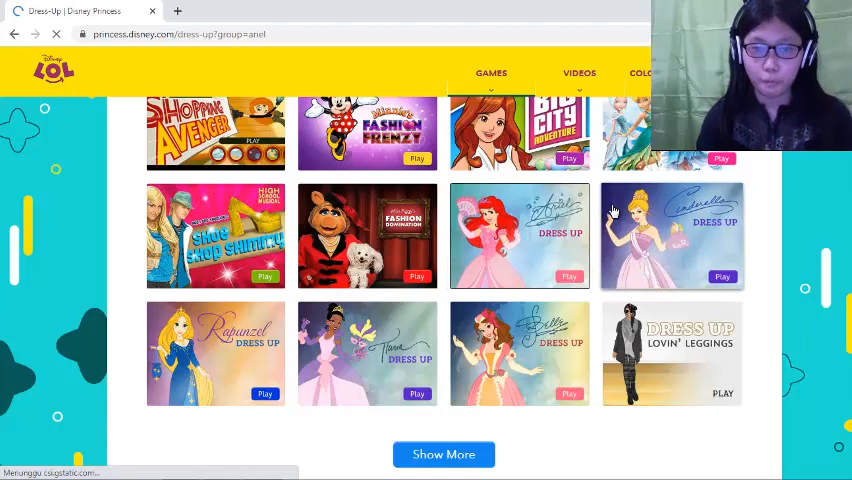 Dress-Up | Disney Princess
princess.disney.com/dress-up?group=ariel
Disney
LOL
GAMES
VIDEOS
COLO
SHOPPING
AVENGER
PLAY
Minnie's
FASHION
FRENZY
Play
BIG
CITY
ADVENTURE
Play
Play
HIGH SCHOOL MUSICAL
SHOE
SHOP SHIMMY
Play
Miss Piggy's
FASHION
DOMINATION
Play
Ariel
DRESS UP
Play
Cinderella
DRESS UP
Play
Rapunzel
DRESS UP
Play
Tiana
DRESS UP
Play
Belle
DRESS UP
Play
DRESS UP
LOVIN' LEGGINGS
PLAY
Show More
Menunggu csi.gstatic.com...